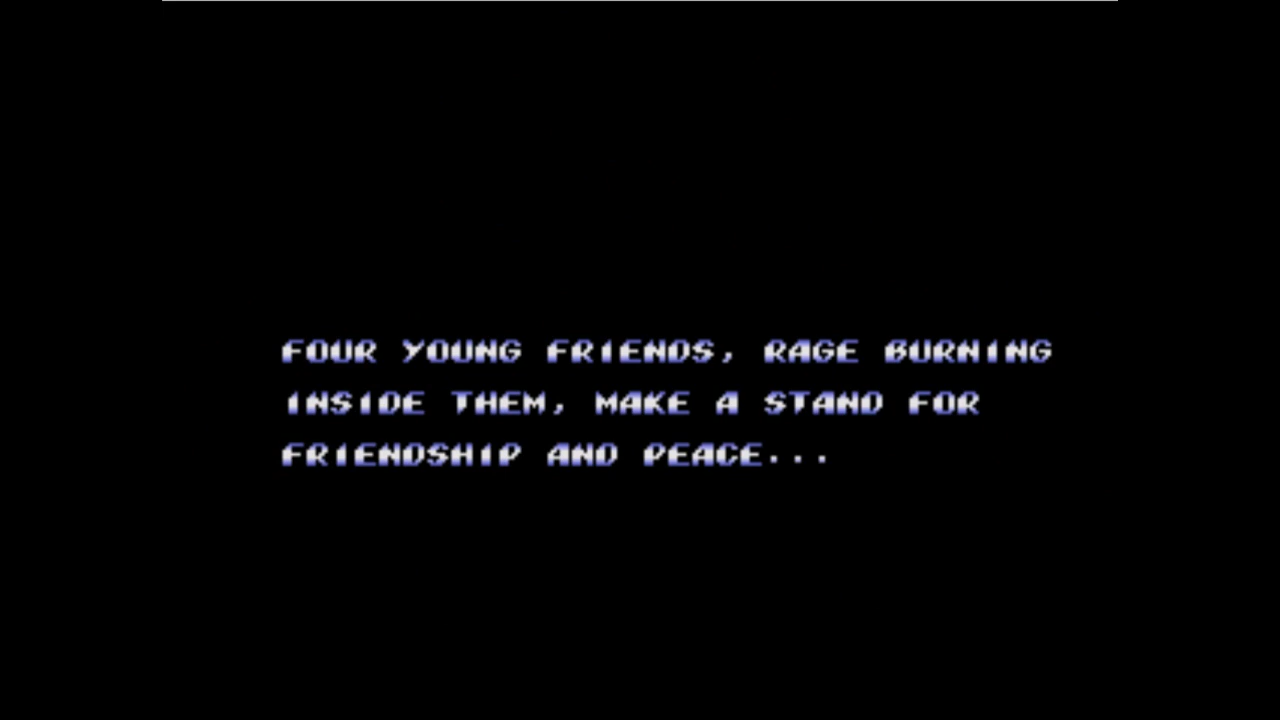 FOUR YOUNG FRIENDS, RAGE BURNING
INSIDE THEM, MAKE A STAND FOR
FRIENDSHIP AND PEACE...